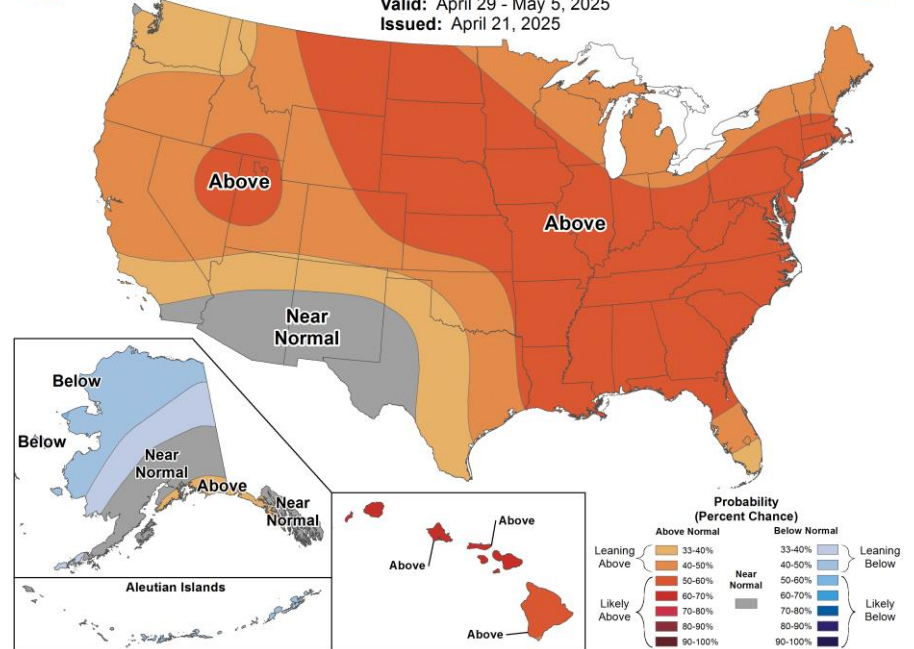 Valid: April 29 - May 5, 2025
Issued: April 21, 2025
Above
Above
Near
Normal
Below
Below
Near
Normal
Above
Near
Normal
Aleutian Islands
Above
Above
Above
Probability
(Percent Chance)
Above Normal
Below Normal
Leaning
Above
33-40%
40-50%
Likely
Above
50-60%
60-70%
70-80%
80-90%
90-100%
Near
Normal
33-40%
40-50%
Leaning
Below
50-60%
60-70%
70-80%
80-90%
90-100%
Likely
Below